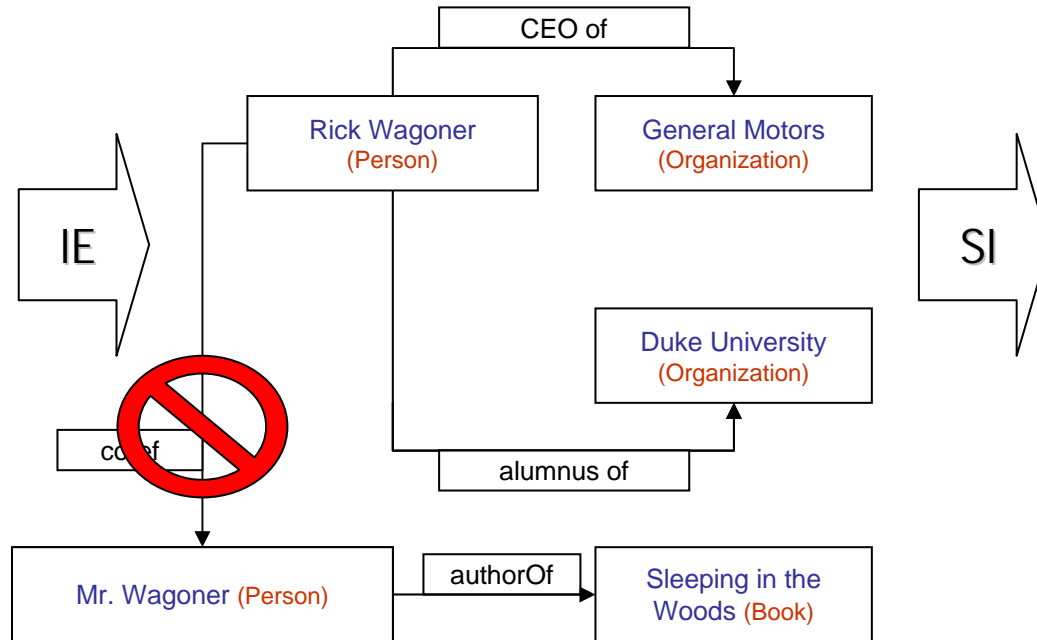 CEO of
Rick Wagoner
(Person)
General Motors
(Organization)
IE
SI
Duke University
(Organization)
alumnus of
Mr. Wagoner (Person)
authorOf
Sleeping in the
Woods (Book)